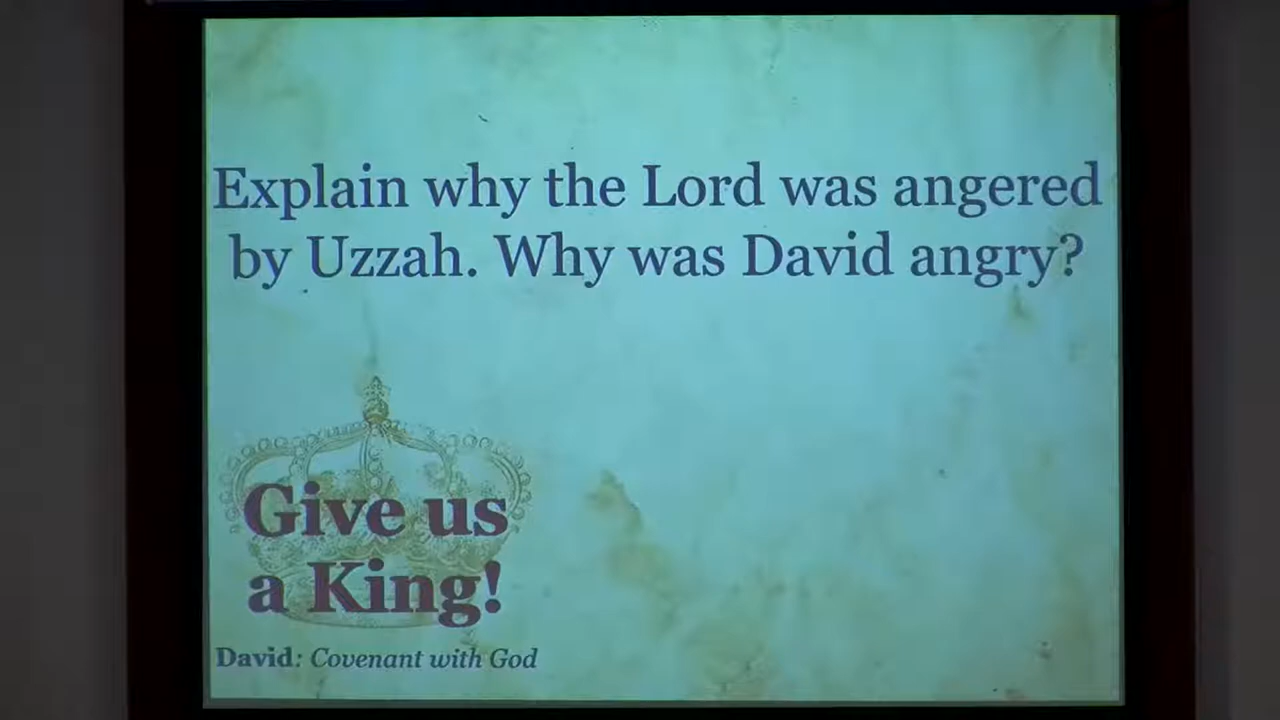 Explain why the Lord was angered
by Uzzah. Why was David angry?
Give us
a King!
David: Covenant with God